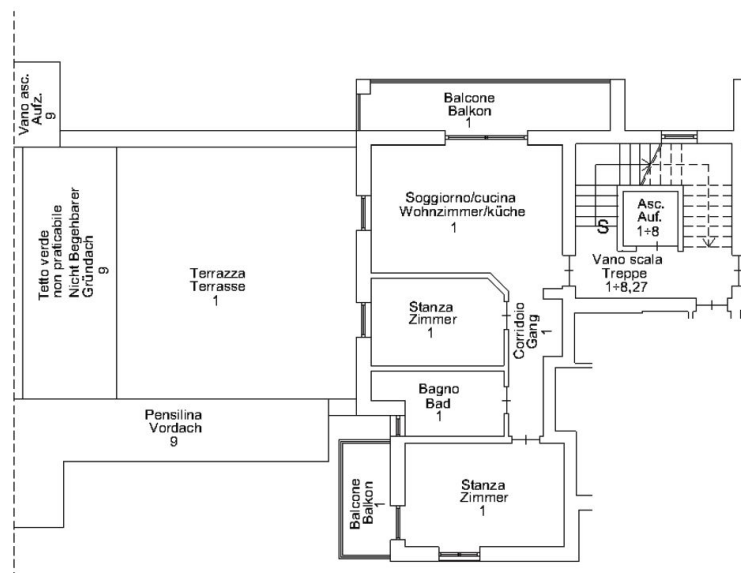 Balcone
Balkon
1
Vano asc.
Aufz.
9
Soggiorno/cucina
Wohnzimmer/küche
1
Asc.
Auf.
1÷8
S
Vano scala
Treppe
1÷8,27
Tetto verde
non praticabile
Nicht Begehbarer
Gründach
9
Terrazza
Terrasse
1
Stanza
Zimmer
1
Corridoio
Gang
1
Bagno
Bad
1
Pensilina
Vordach
9
Balcone
Balkon
1
Stanza
Zimmer
1